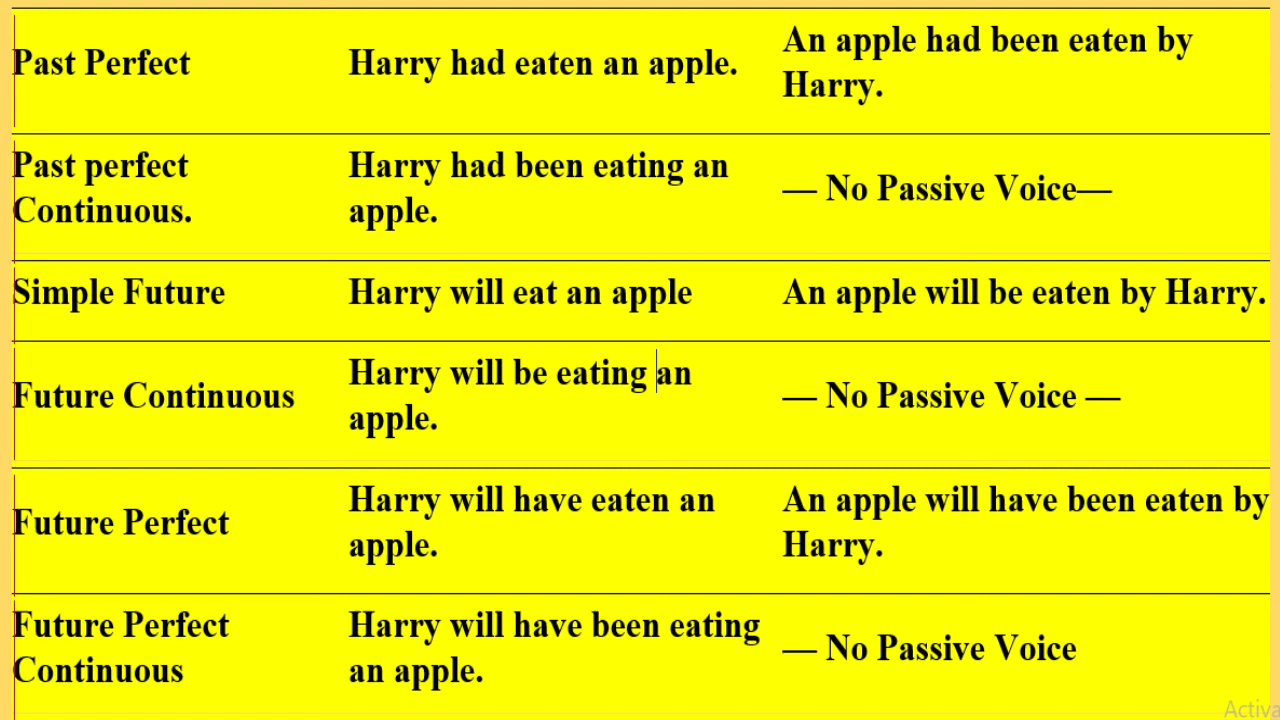 Past Perfect
Harry had eaten an apple.
An apple had been eaten by
Harry.
Past perfect
Continuous.
Harry had been eating an
apple.
— No Passive Voice—
Simple Future
Harry will eat an apple
An apple will be eaten by Harry.
Future Continuous
Harry will be eating an
apple.
— No Passive Voice —
Future Perfect
Harry will have eaten an
apple.
An apple will have been eaten by
Harry.
Future Perfect
Continuous
Harry will have been eating
an apple.
— No Passive Voice